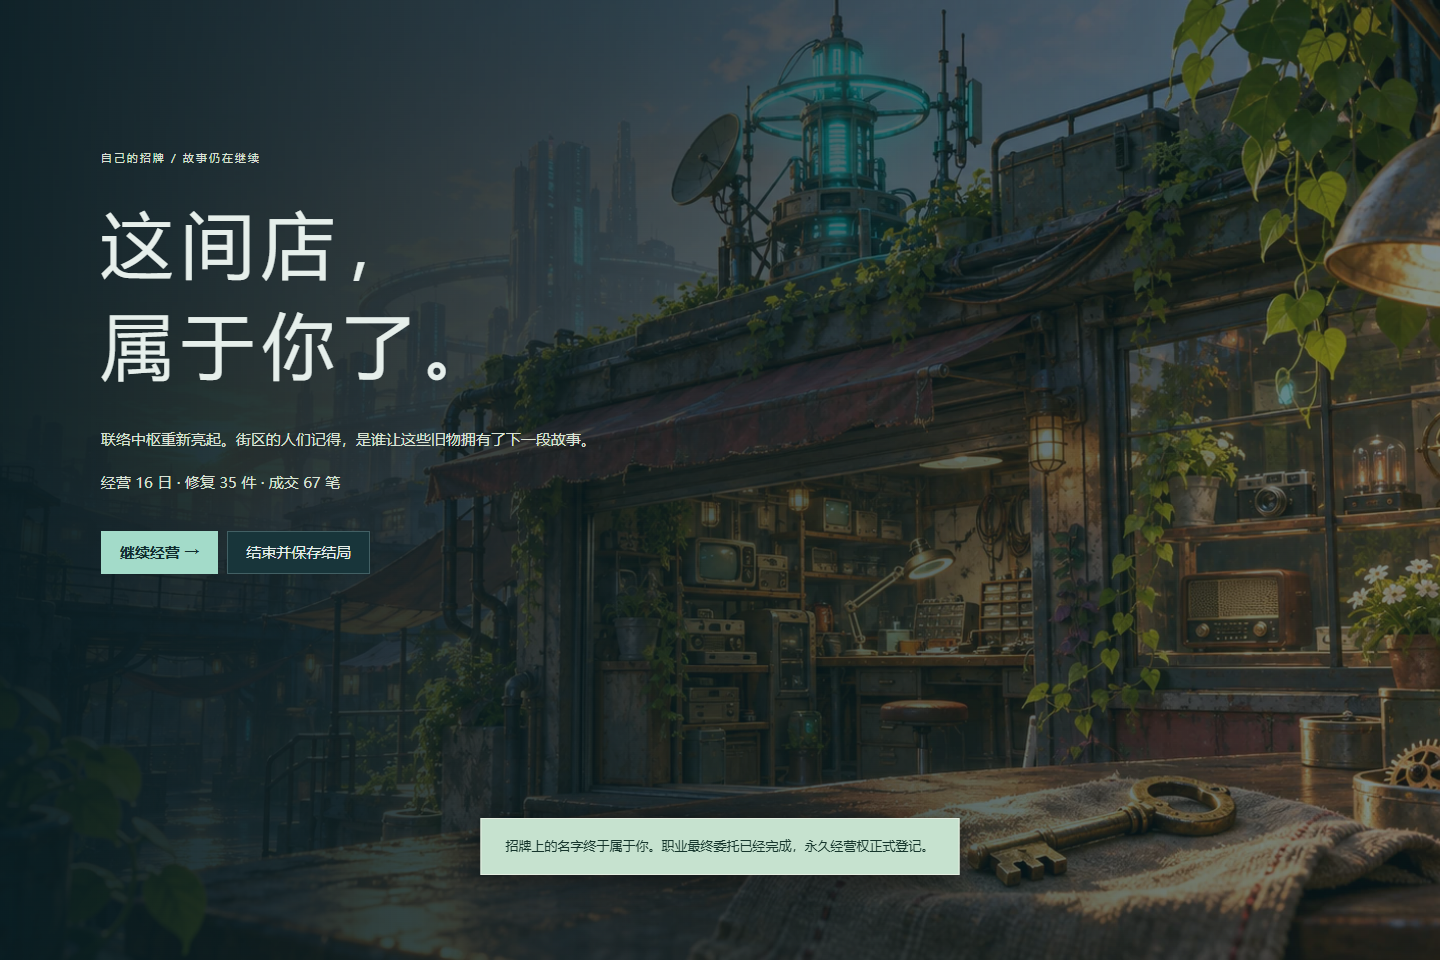 自己的招牌 / 故事仍在继续
这间店，
属于你了。
联络中枢重新亮起。街区的人们记得，是谁让这些旧物拥有了下一段故事。
经营 16 日 · 修复 35 件 · 成交 67 笔
继续经营 → 结束并保存结局
招牌上的名字终于属于你。职业最终委托已经完成，永久经营权正式登记。